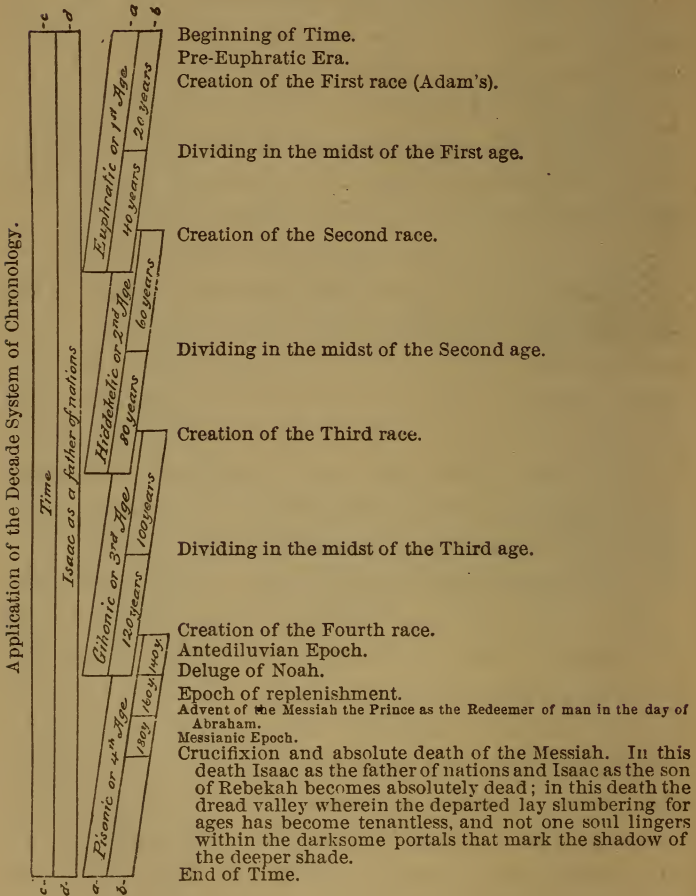 Application of the Decade System of Chronology.
-c
-d
-a
-b
Time
Isaac as a father of nations
Euphratic or 1st Age
20 years
40 years
Hiddekelic or 2nd Age
60 years
80 years
Gihonic or 3rd Age
100 years
120 years
Pisonic or 4th Age
140y.
160y.
180y
Beginning of Time.
Pre-Euphratic Era.
Creation of the First race (Adam's).
Dividing in the midst of the First age.
Creation of the Second race.
Dividing in the midst of the Second age.
Creation of the Third race.
Dividing in the midst of the Third age.
Creation of the Fourth race.
Antediluvian Epoch.
Deluge of Noah.
Epoch of replenishment.
Advent of the Messiah the Prince as the Redeemer of man in the day of
Abraham.
Messianic Epoch.
Crucifixion and absolute death of the Messiah. In this
death Isaac as the father of nations and Isaac as the son
of Rebekah becomes absolutely dead; in this death the
dread valley wherein the departed lay slumbering for
ages has become tenantless, and not one soul lingers
within the darksome portals that mark the shadow of
the deeper shade.
End of Time.
c-
d-
a-
b-